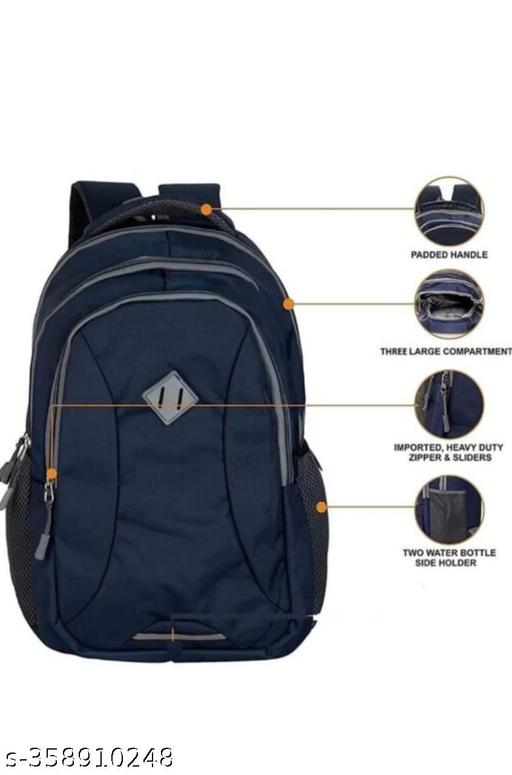 PADDED HANDLE
THREE LARGE COMPARTMENT
IMPORTED, HEAVY DUTY
ZIPPER & SLIDERS
TWO WATER BOTTLE
SIDE HOLDER
s-358910248